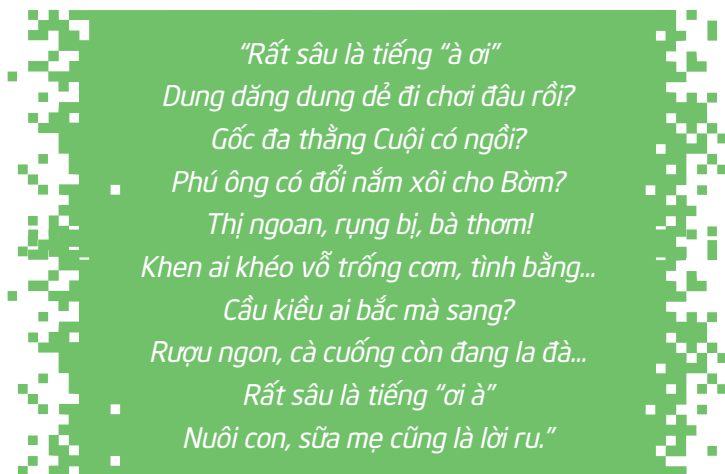 “Rất sâu là tiếng “à ơi”
Dung dăng dung dẻ đi chơi đâu rồi?
Gốc đa thằng Cuội có ngồi?
Phú ông có đổi nắm xôi cho Bờm?
Thị ngoan, rụng bị, bà thơm!
Khen ai khéo vỗ trống cơm, tình bằng...
Cầu kiều ai bắc mà sang?
Rượu ngon, cà cuống còn đang la đà...
Rất sâu là tiếng “ơi à”
Nuôi con, sữa mẹ cũng là lời ru.”